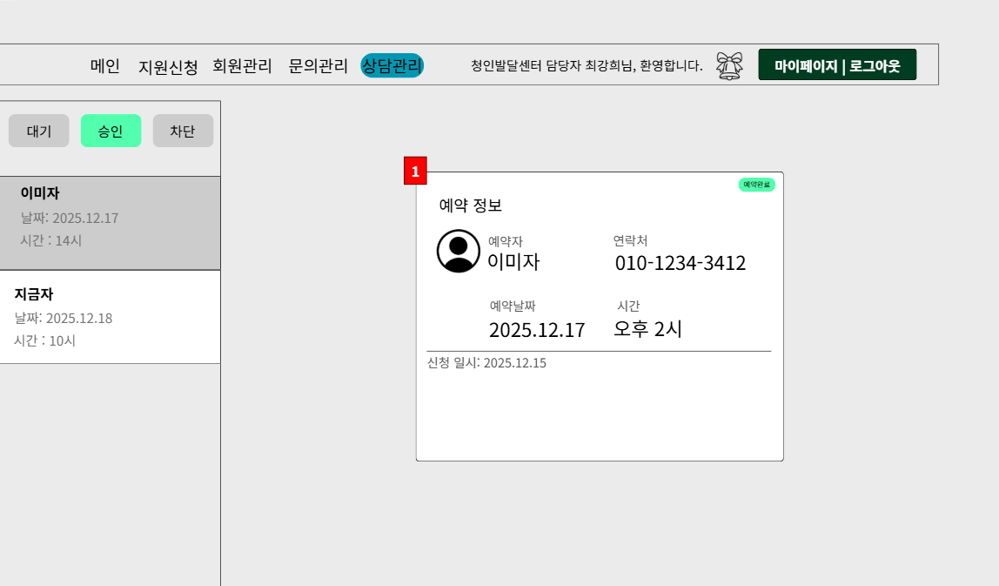 메인 지원신청 회원관리 문의관리 상담관리 청인발달센터 담당자 최강희님, 환영합니다. 마이페이지 | 로그아웃
대기 승인 차단
이미자
날짜: 2025.12.17
시간 : 14시
지금자
날짜: 2025.12.18
시간 : 10시
1
예약완료
예약 정보
예약자 연락처
이미자 010-1234-3412
예약날짜 시간
2025.12.17 오후 2시
신청 일시: 2025.12.15